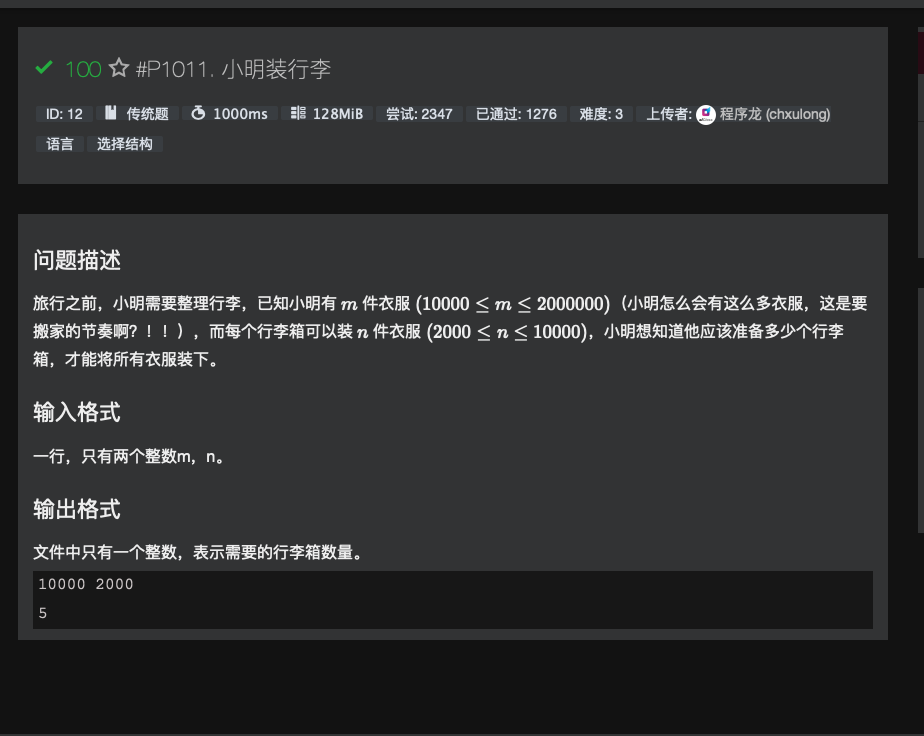 100 #P1011. 小明装行李
ID: 12 传统题 1000ms 128MiB 尝试: 2347 已通过: 1276 难度: 3 上传者: 程序龙 (chxulong)
语言 选择结构
问题描述
旅行之前，小明需要整理行李，已知小明有 m 件衣服 (10000 ≤ m ≤ 2000000)（小明怎么会有这么多衣服，这是要
搬家的节奏啊？！！），而每个行李箱可以装 n 件衣服 (2000 ≤ n ≤ 10000)，小明想知道他应该准备多少个行李
箱，才能将所有衣服装下。
输入格式
一行，只有两个整数m，n。
输出格式
文件中只有一个整数，表示需要的行李箱数量。
10000 2000
5